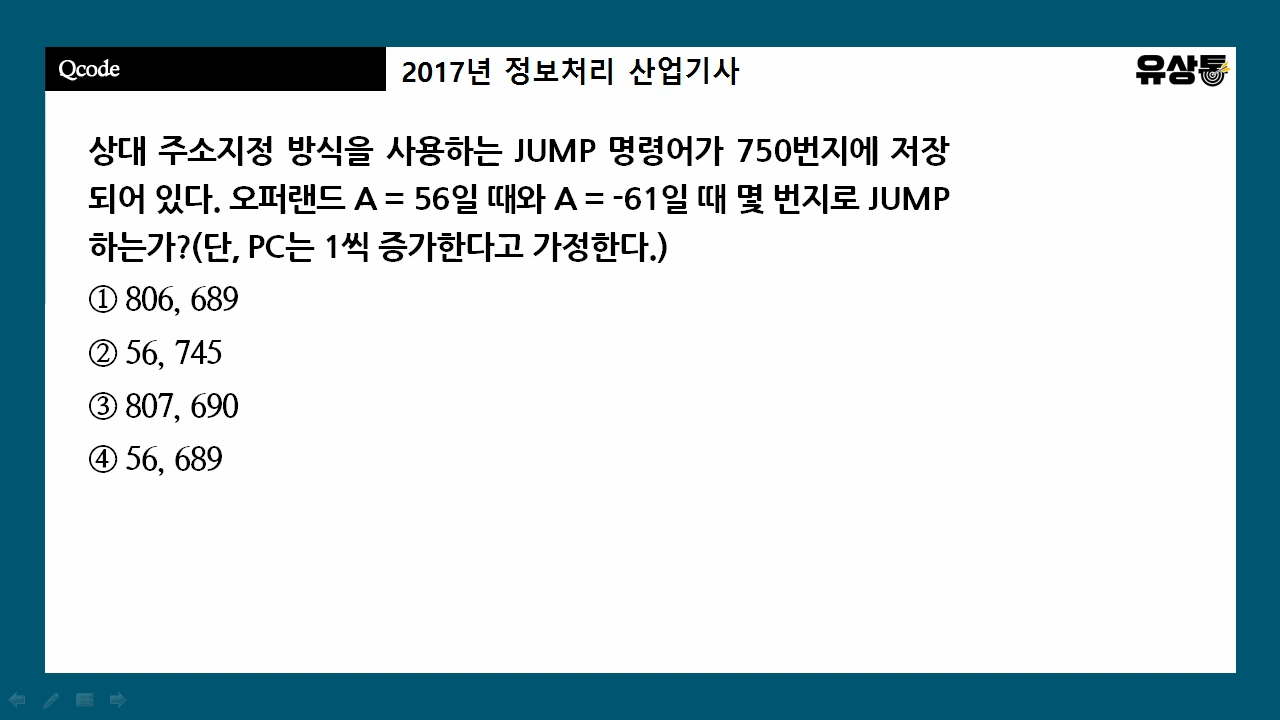 Qcode
2017년 정보처리 산업기사
유상통
상대 주소지정 방식을 사용하는 JUMP 명령어가 750번지에 저장
되어 있다. 오퍼랜드 A = 56일 때와 A = -61일 때 몇 번지로 JUMP
하는가?(단, PC는 1씩 증가한다고 가정한다.)
① 806, 689
② 56, 745
③ 807, 690
④ 56, 689